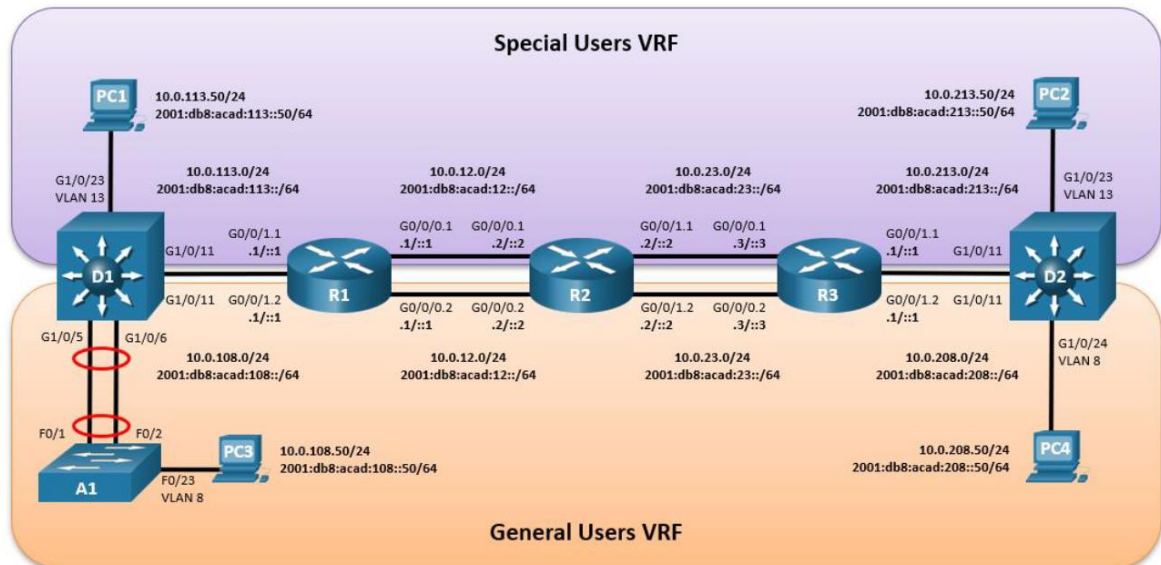 Special Users VRF
PC1
10.0.113.50/24
2001:db8:acad:113::50/64
10.0.213.50/24
2001:db8:acad:213::50/64
PC2
G1/0/23
VLAN 13
10.0.113.0/24
2001:db8:acad:113::/64
10.0.12.0/24
2001:db8:acad:12::/64
10.0.23.0/24
2001:db8:acad:23::/64
10.0.213.0/24
2001:db8:acad:213::/64
G1/0/23
VLAN 13
D1
G1/0/11
G0/0/1.1
.1/::1
R1
G0/0/0.1
.1/::1
G0/0/0.1
.2/::2
R2
G0/0/1.1
.2/::2
G0/0/0.1
.3/::3
R3
G0/0/1.1
.1/::1
G1/0/11
D2
G1/0/11
G0/0/1.2
.1/::1
G0/0/0.2
.1/::1
G0/0/0.2
.2/::2
G0/0/1.2
.2/::2
G0/0/0.2
.3/::3
G0/0/1.2
.1/::1
G1/0/11
G1/0/5
G1/0/6
10.0.108.0/24
2001:db8:acad:108::/64
10.0.12.0/24
2001:db8:acad:12::/64
10.0.23.0/24
2001:db8:acad:23::/64
10.0.208.0/24
2001:db8:acad:208::/64
G1/0/24
VLAN 8
F0/1
F0/2
A1
F0/23
VLAN 8
PC3
10.0.108.50/24
2001:db8:acad:108::50/64
10.0.208.50/24
2001:db8:acad:208::50/64
PC4
General Users VRF